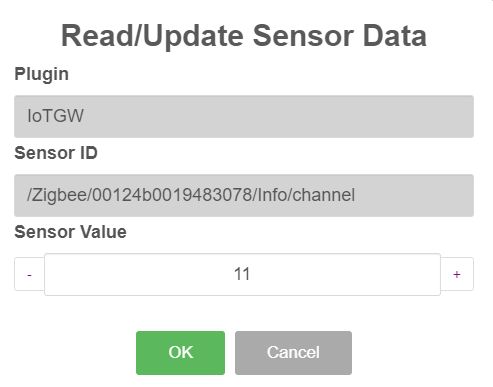 Read/Update Sensor Data
Plugin
IoTGW
Sensor ID
/Zigbee/00124b0019483078/Info/channel
Sensor Value
- 11 +
OK Cancel